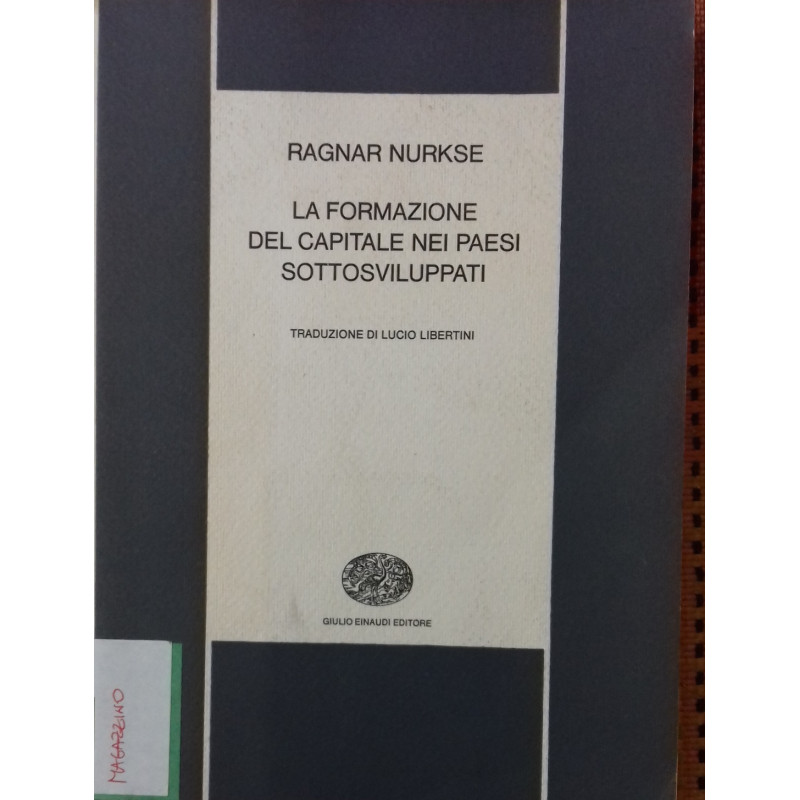 RAGNAR NURKSE
LA FORMAZIONE
DEL CAPITALE NEI PAESI
SOTTOSVILUPPATI
TRADUZIONE DI LUCIO LIBERTINI
GIULIO EINAUDI EDITORE
MAGAZZINO